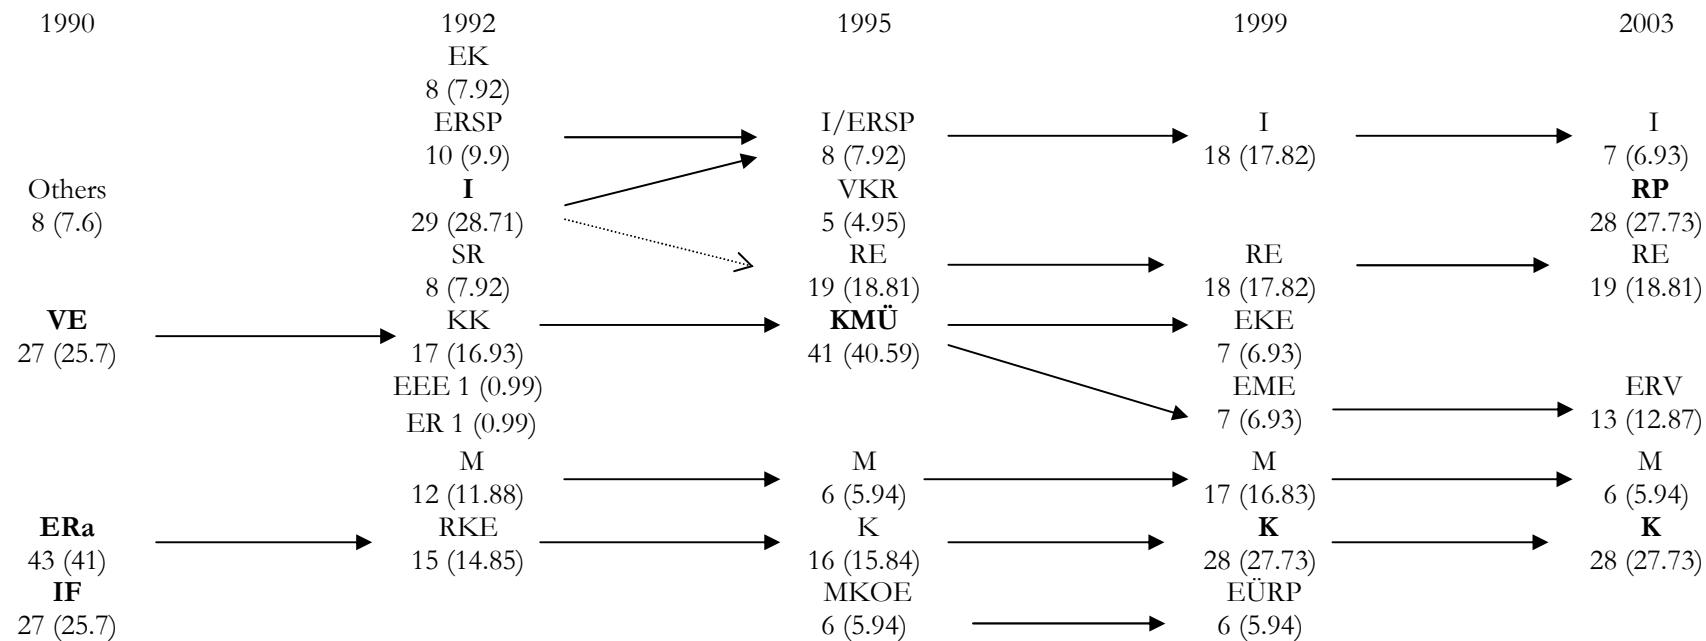 1990 1992 1995 1999 2003
EK
8 (7.92)
ERSP I/ERSP I I
10 (9.9) 8 (7.92) 18 (17.82) 7 (6.93)
Others I VKR RP
8 (7.6) 29 (28.71) 5 (4.95) 28 (27.73)
SR RE RE RE
8 (7.92) 19 (18.81) 18 (17.82) 19 (18.81)
VE KK KMÜ EKE
27 (25.7) 17 (16.93) 41 (40.59) 7 (6.93)
EEE 1 (0.99) EME ERV
ER 1 (0.99) 7 (6.93) 13 (12.87)
M M M M
12 (11.88) 6 (5.94) 17 (16.83) 6 (5.94)
ERa RKE K K K
43 (41) 15 (14.85) 16 (15.84) 28 (27.73) 28 (27.73)
IF MKOE EÜRP
27 (25.7) 6 (5.94) 6 (5.94)